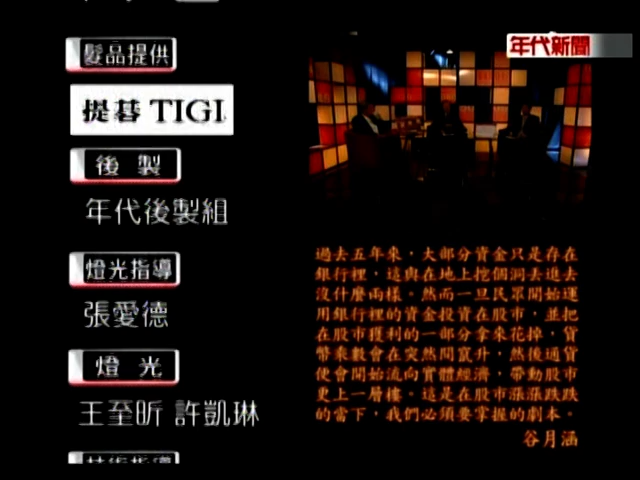 髮品提供
提碁 TIGI
後 製
年代後製組
燈光指導
張愛德
燈 光
王至昕 許凱琳
年代新聞
過去五年來，大部分資金只是存在
銀行裡，這與在地上挖個洞丟進去
沒什麼兩樣。然而一旦民眾開始運
用銀行裡的資金投資在股市，並把
在股市獲利的一部分拿來花掉，貨
幣乘數會在突然間竄升，然後通貨
便會開始流向實體經濟，帶動股市
更上一層樓。這是在股市漲漲跌跌
的當下，我們必須要掌握的劇本。
谷月涵